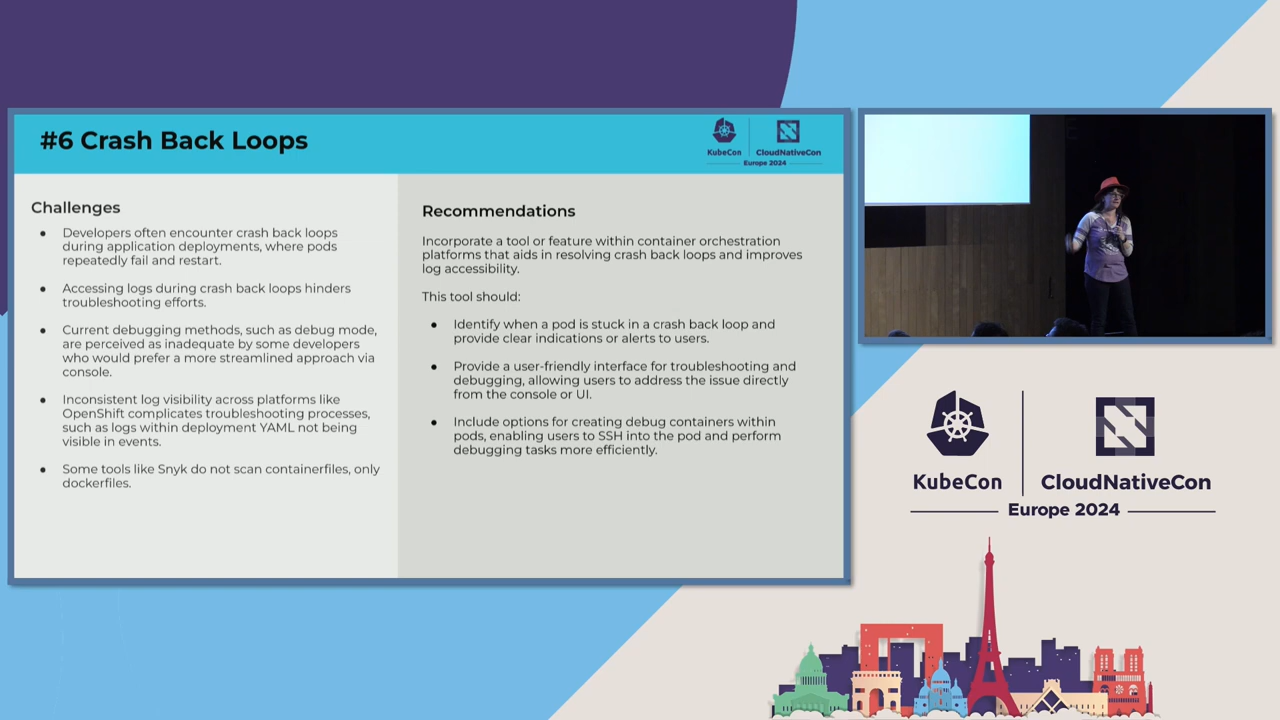 #6 Crash Back Loops
KubeCon
CloudNativeCon
Europe 2024
Challenges
● Developers often encounter crash back loops
during application deployments, where pods
repeatedly fail and restart.
● Accessing logs during crash back loops hinders
troubleshooting efforts.
● Current debugging methods, such as debug mode,
are perceived as inadequate by some developers
who would prefer a more streamlined approach via
console.
● Inconsistent log visibility across platforms like
OpenShift complicates troubleshooting processes,
such as logs within deployment YAML not being
visible in events.
● Some tools like Snyk do not scan containerfiles, only
dockerfiles.
Recommendations
Incorporate a tool or feature within container orchestration
platforms that aids in resolving crash back loops and improves
log accessibility.
This tool should:
● Identify when a pod is stuck in a crash back loop and
provide clear indications or alerts to users.
● Provide a user-friendly interface for troubleshooting and
debugging, allowing users to address the issue directly
from the console or UI.
● Include options for creating debug containers within
pods, enabling users to SSH into the pod and perform
debugging tasks more efficiently.
KubeCon
CloudNativeCon
Europe 2024